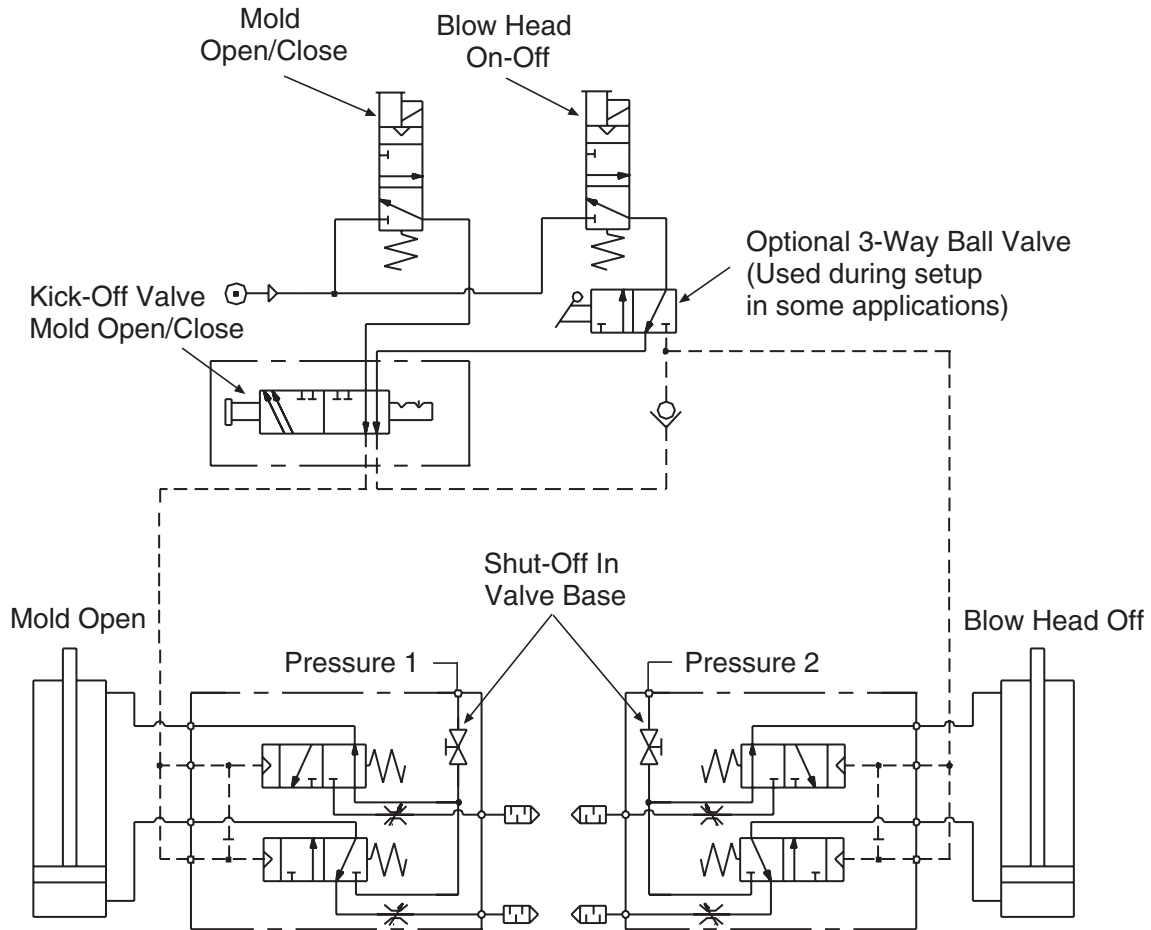 Mold
Open/Close
Blow Head
On-Off
Optional 3-Way Ball Valve
(Used during setup
in some applications)
Kick-Off Valve
Mold Open/Close
Shut-Off In
Valve Base
Mold Open
Blow Head Off
Pressure 1
Pressure 2